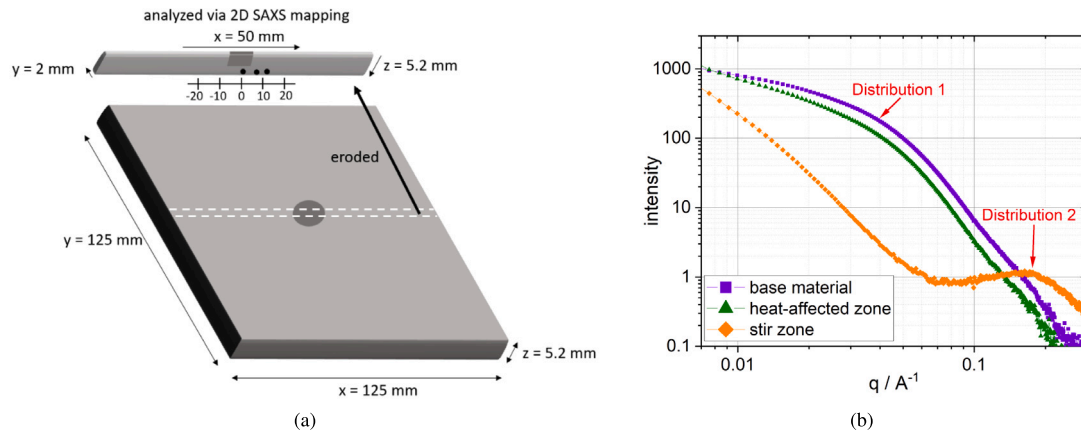 analyzed via 2D SAXS mapping
x = 50 mm
y = 2 mm
z = 5.2 mm
-20 -10 0 10 20
eroded
y = 125 mm
z = 5.2 mm
x = 125 mm
(a)
intensity
1000
100
10
1
0.1
Distribution 1
Distribution 2
base material
heat-affected zone
stir zone
0.01 0.1
q / A⁻¹
(b)